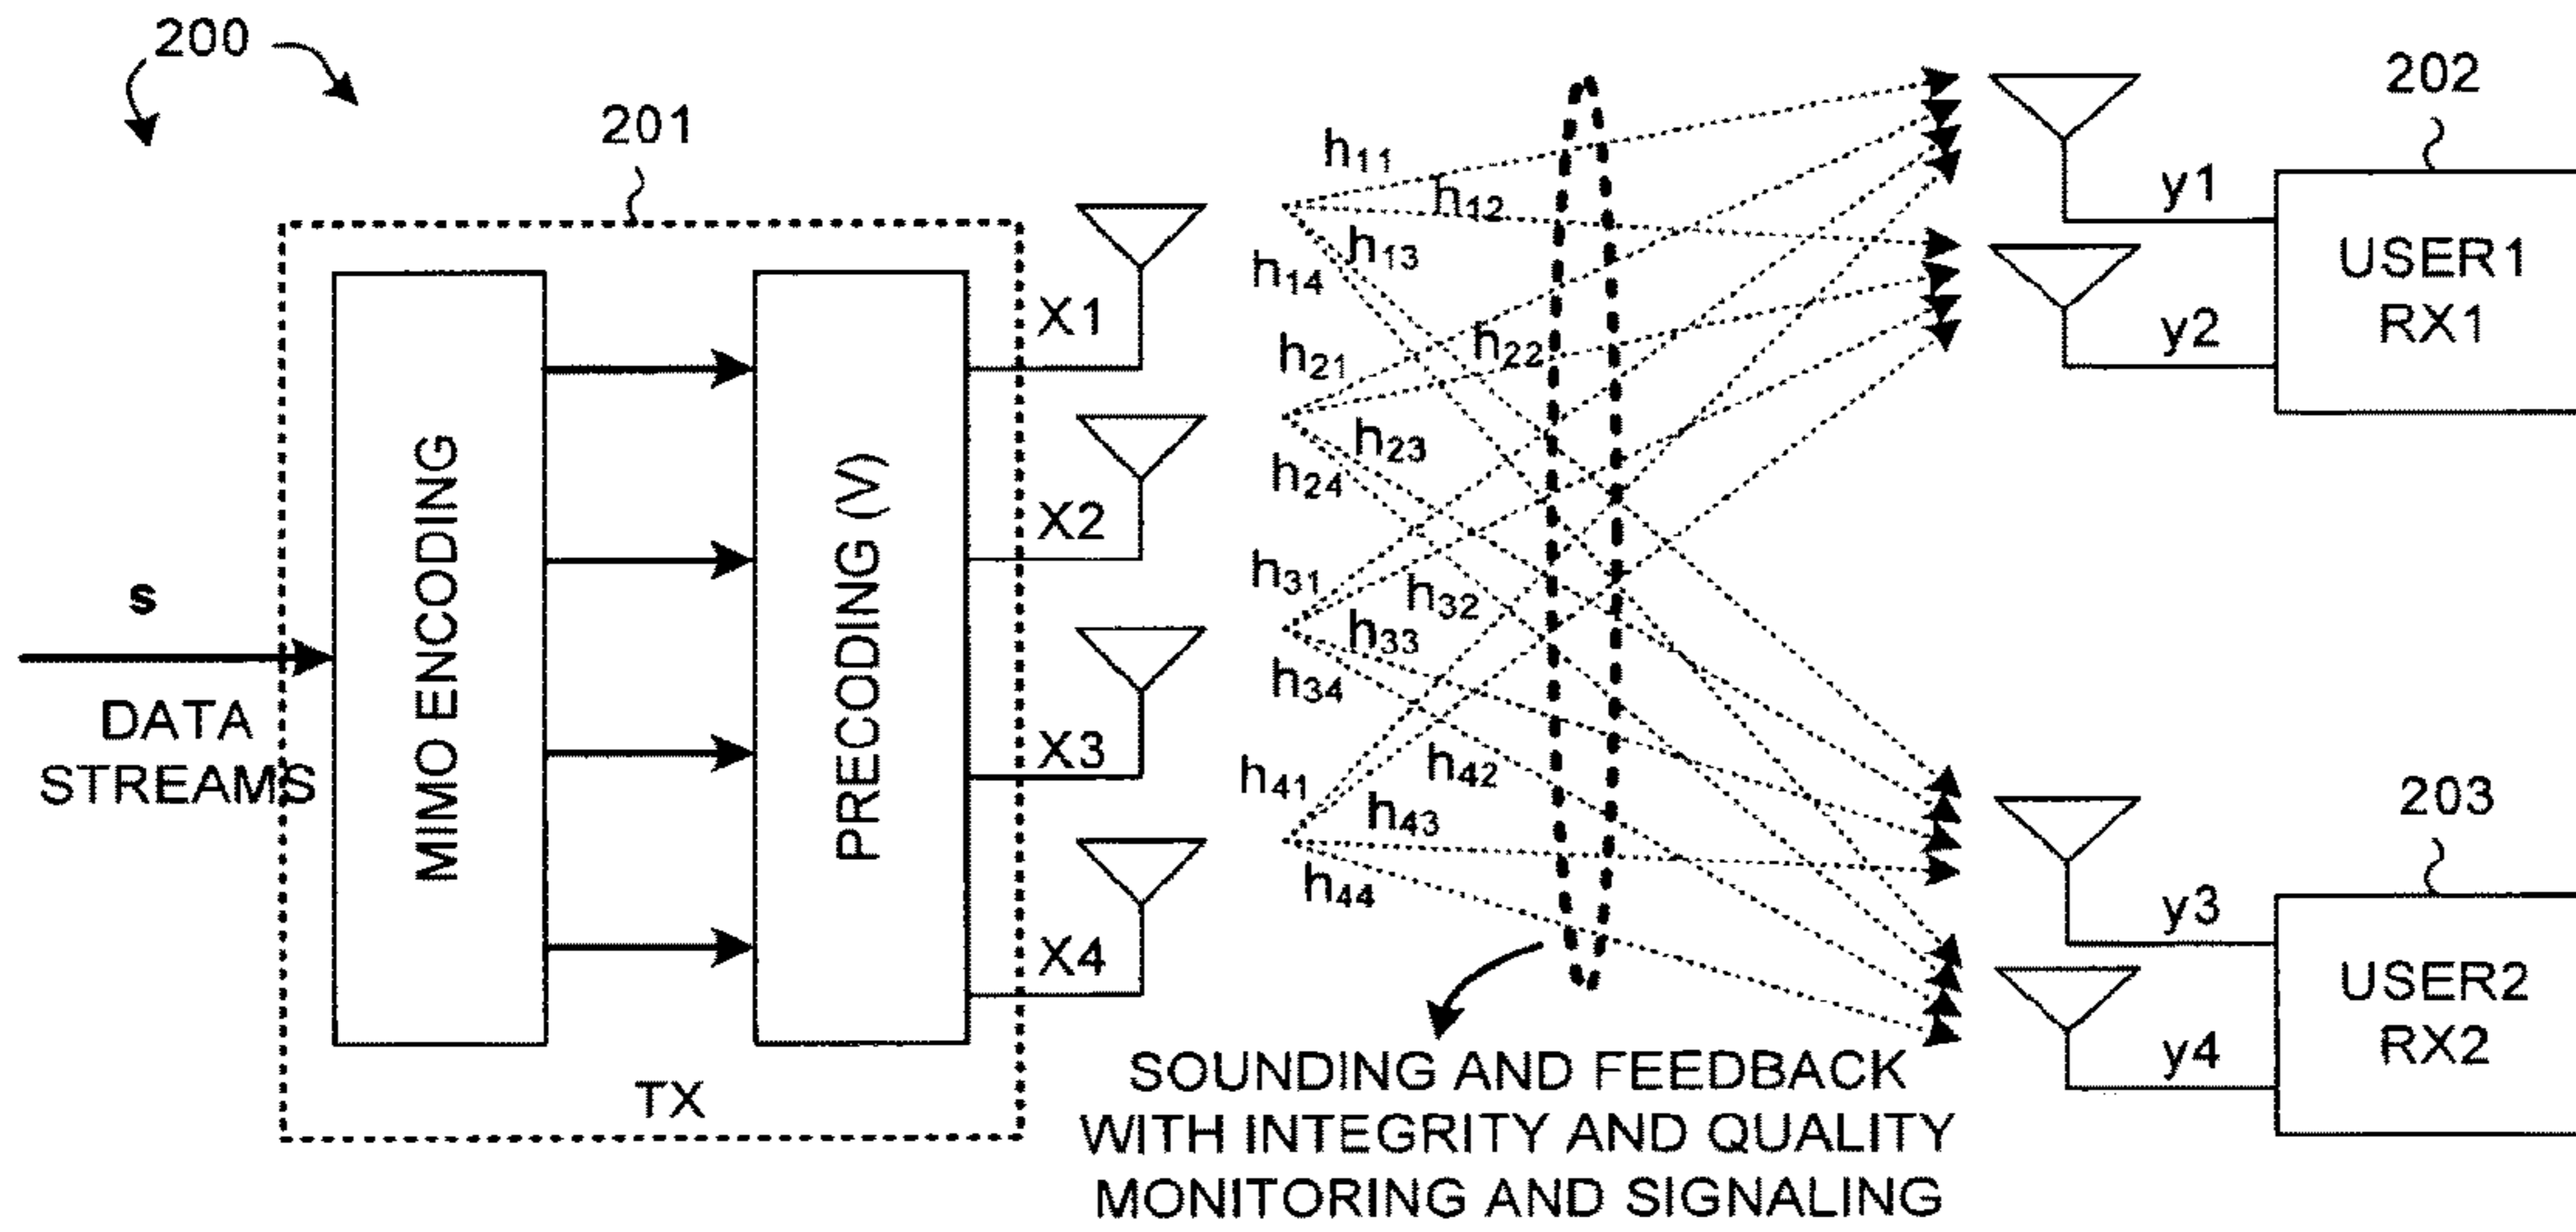 200
201
202
203
s
DATA
STREAMS
MIMO ENCODING
PRECODING (V)
TX
X1
X2
X3
X4
h11
h12
h13
h14
h21
h22
h23
h24
h31
h32
h33
h34
h41
h42
h43
h44
y1
y2
USER1
RX1
y3
y4
USER2
RX2
SOUNDING AND FEEDBACK
WITH INTEGRITY AND QUALITY
MONITORING AND SIGNALING